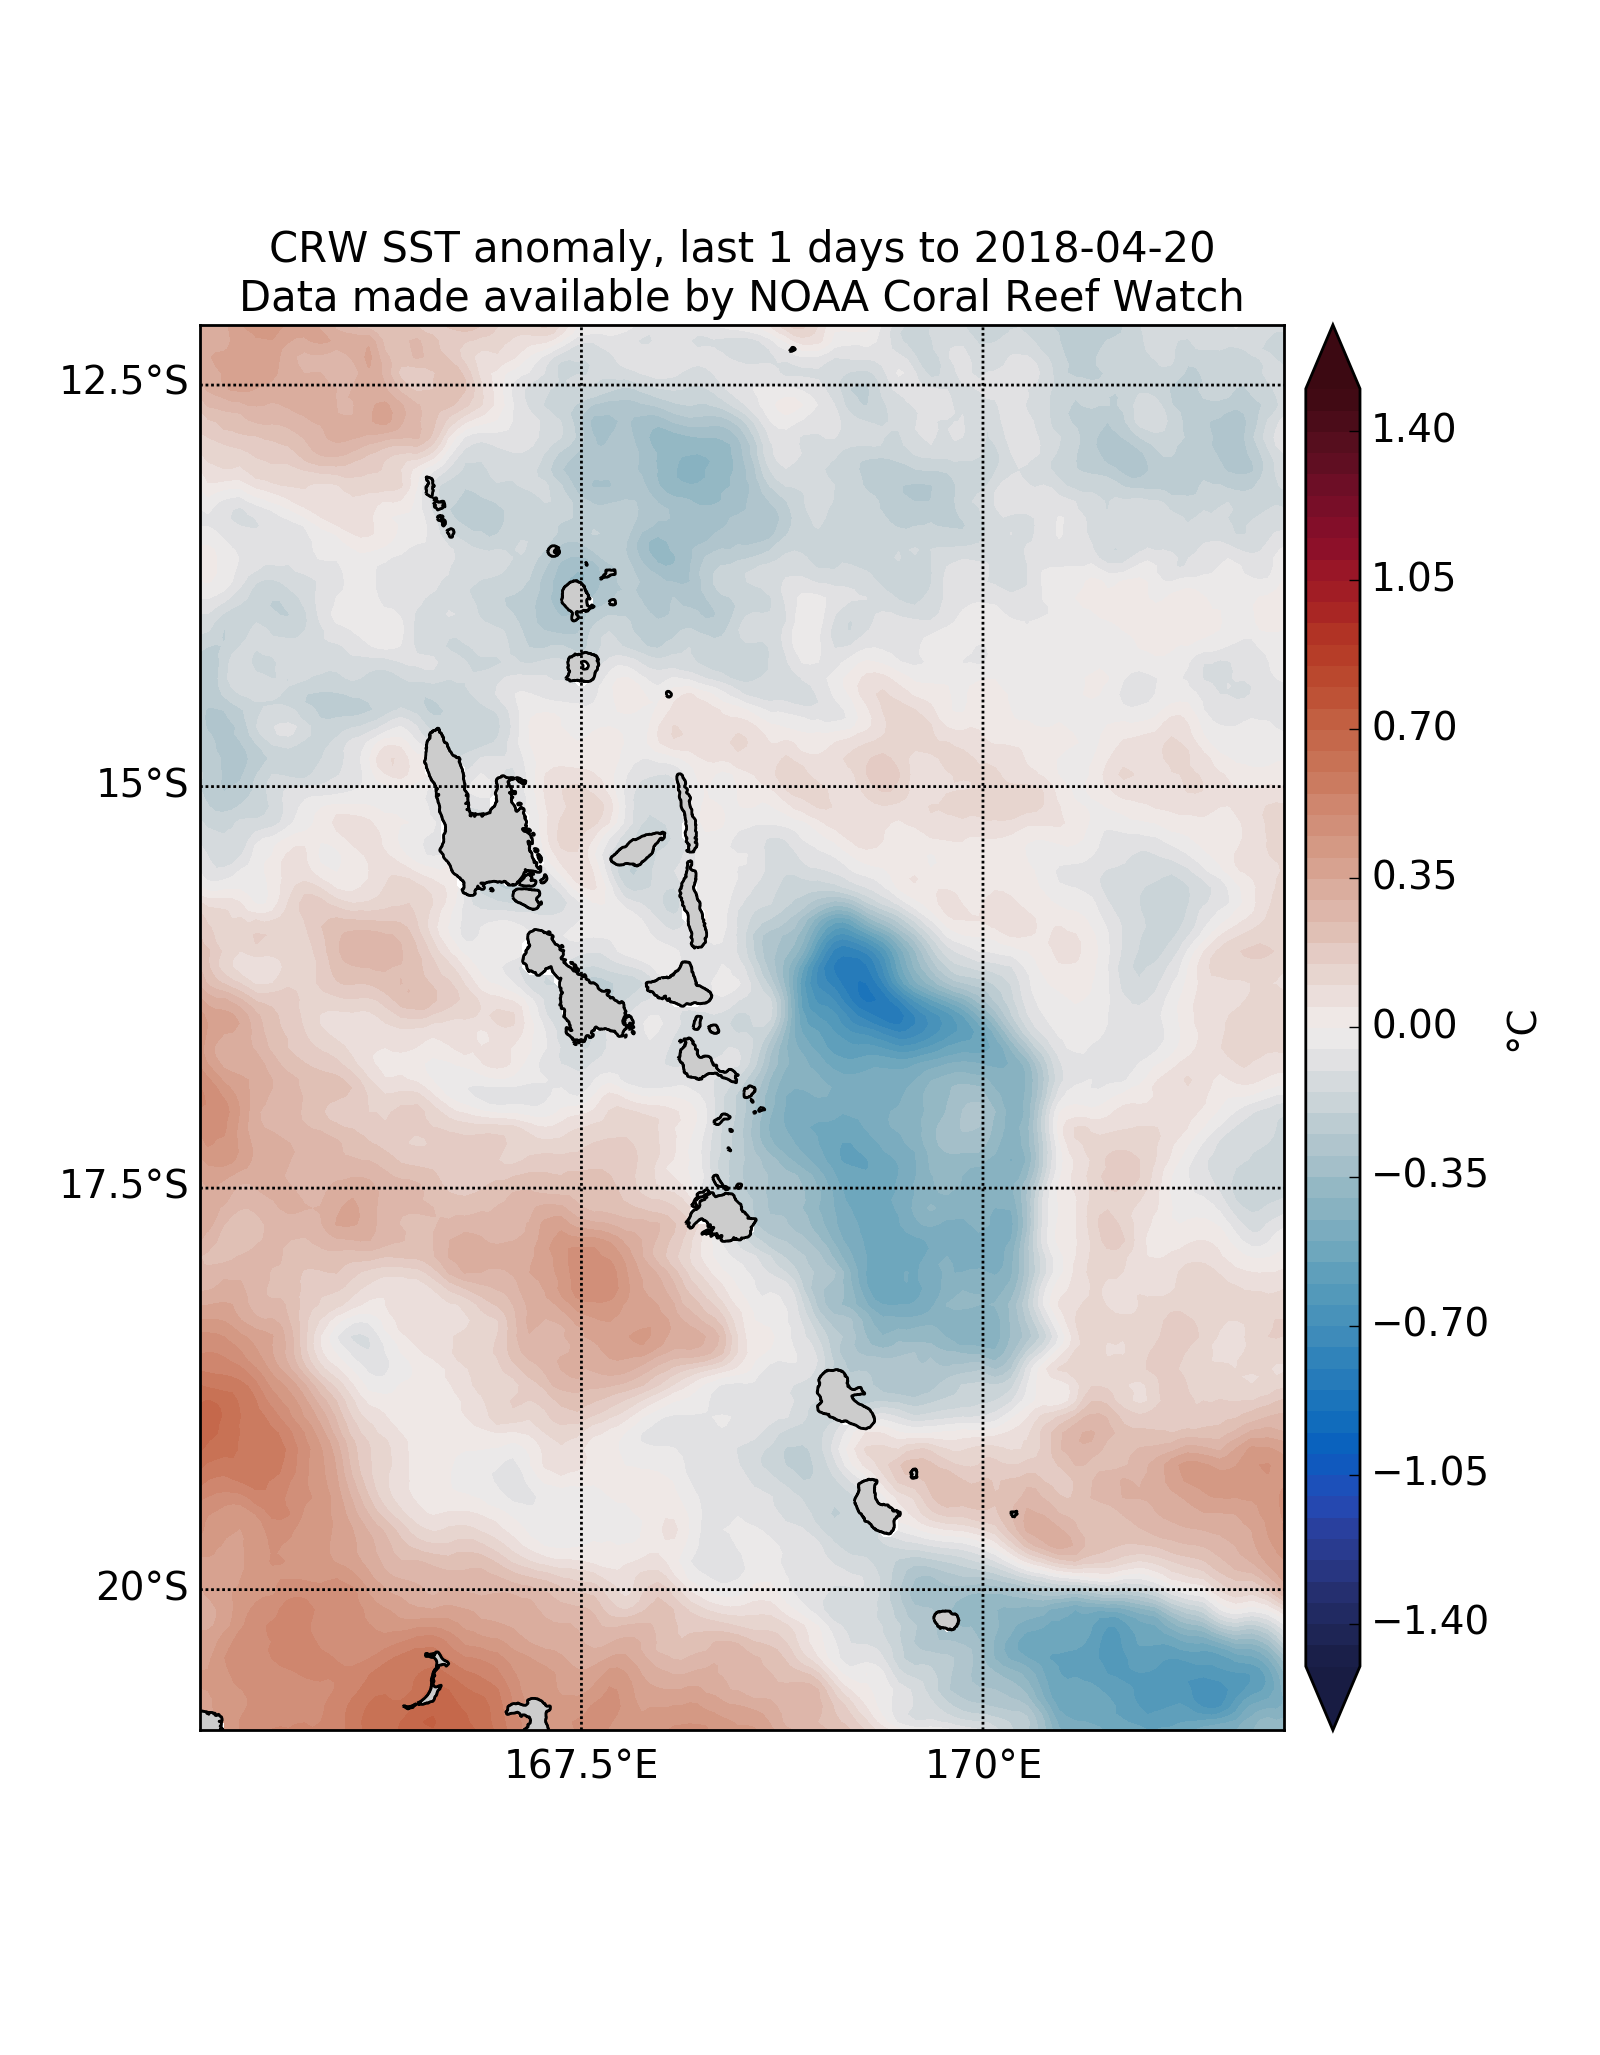 CRW SST anomaly, last 1 days to 2018-04-20
Data made available by NOAA Coral Reef Watch
12.5°S
15°S
17.5°S
20°S
167.5°E
170°E
1.40
1.05
0.70
0.35
0.00
−0.35
−0.70
−1.05
−1.40
°C